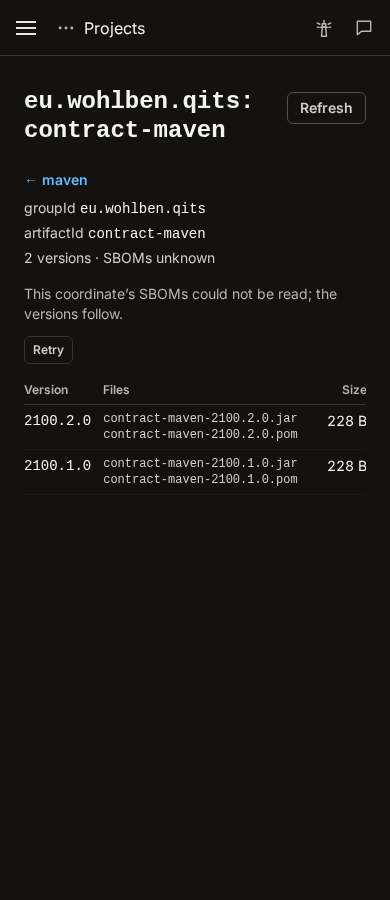 Projects
eu.wohlben.qits:
contract-maven
Refresh
← maven
groupId eu.wohlben.qits
artifactId contract-maven
2 versions · SBOMs unknown
This coordinate's SBOMs could not be read; the
versions follow.
Retry
Version Files Size
2100.2.0 contract-maven-2100.2.0.jar 228 B
contract-maven-2100.2.0.pom
2100.1.0 contract-maven-2100.1.0.jar 228 B
contract-maven-2100.1.0.pom